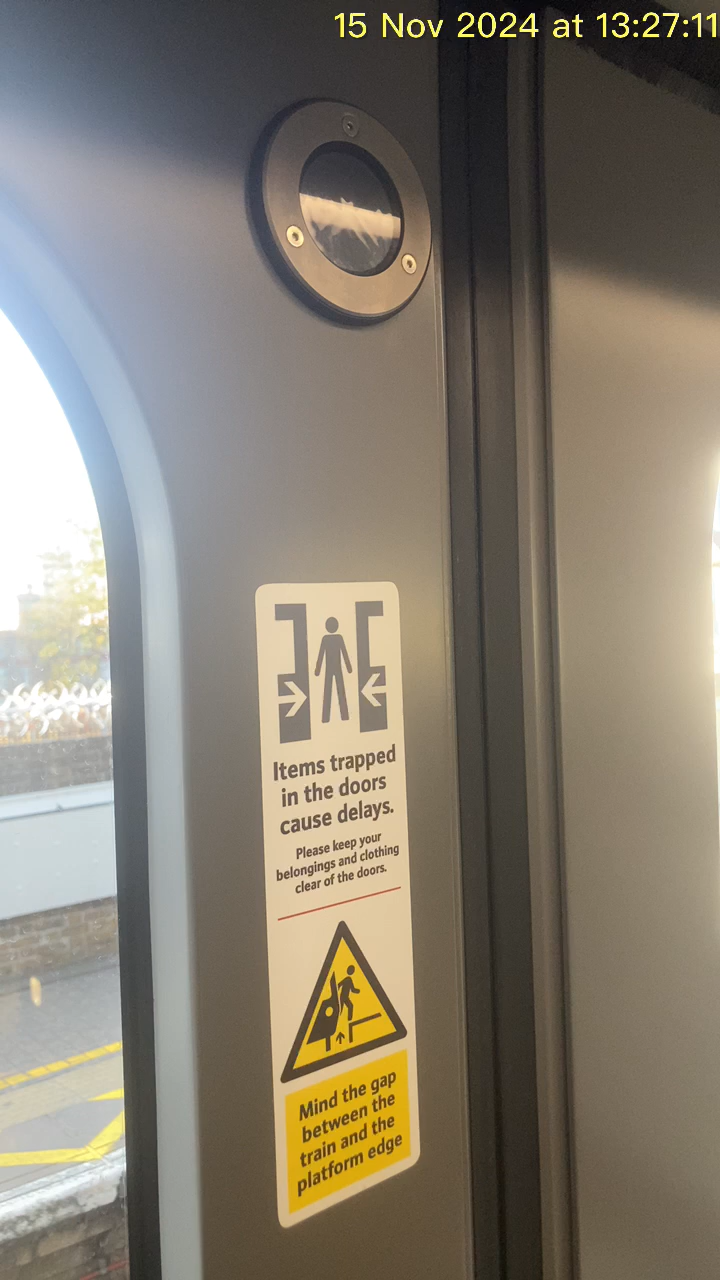 15 Nov 2024 at 13:27:11
Items trapped
in the doors
cause delays.
Please keep your
belongings and clothing
clear of the doors.
Mind the gap
between the
train and the
platform edge